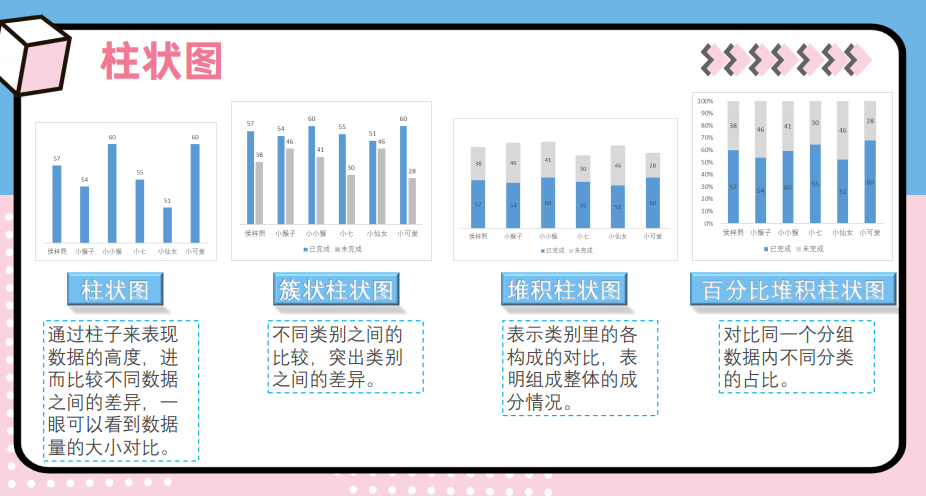 柱状图
57
54
60
55
51
60
侯梓熙
小猴子
小小猴
小七
小仙女
小可爱
57
38
54
46
60
41
55
30
51
46
60
28
侯梓熙
小猴子
小小猴
小七
小仙女
小可爱
已完成
未完成
38
46
41
30
46
28
57
54
60
55
51
60
侯梓熙
小猴子
小小猴
小七
小仙女
小可爱
已完成
未完成
100%
90%
80%
70%
60%
50%
40%
30%
20%
10%
0%
38
46
41
30
46
28
57
54
60
55
51
60
侯梓熙
小猴子
小小猴
小七
小仙女
小可爱
已完成
未完成
柱状图
通过柱子来表现
数据的高度，进
而比较不同数据
之间的差异，一
眼可以看到数据
量的大小对比。
簇状柱状图
不同类别之间的
比较，突出类别
之间的差异。
堆积柱状图
表示类别里的各
构成的对比，表
明组成整体的成
分情况。
百分比堆积柱状图
对比同一个分组
数据内不同分类
的占比。